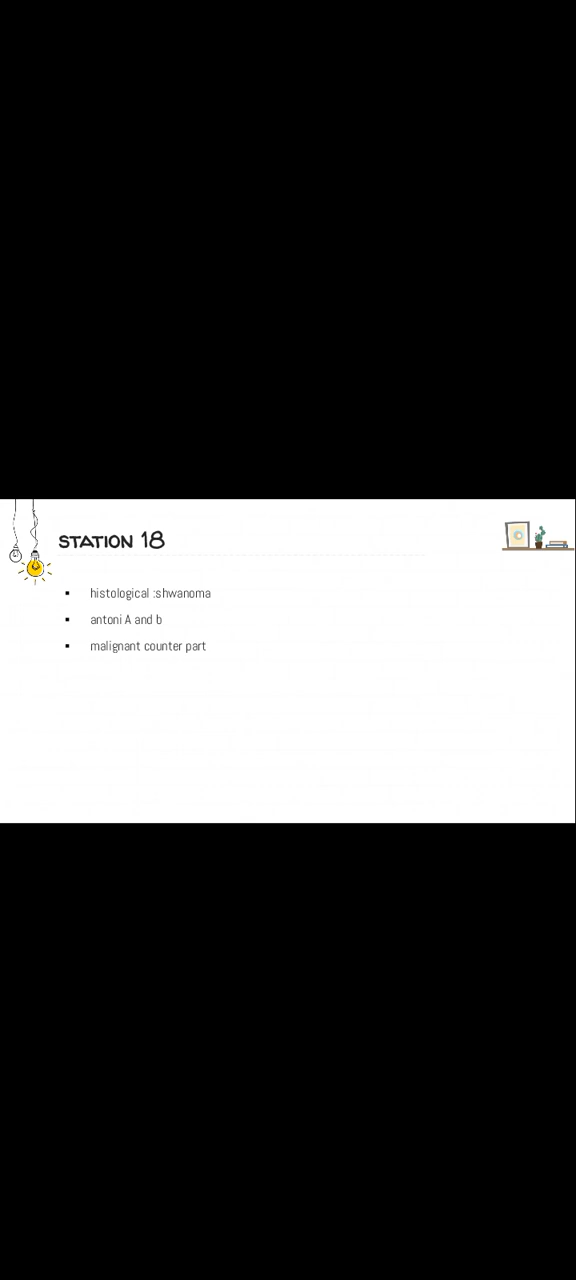 STATION 18
▪ histological :shwanoma
▪ antoni A and b
▪ malignant counter part